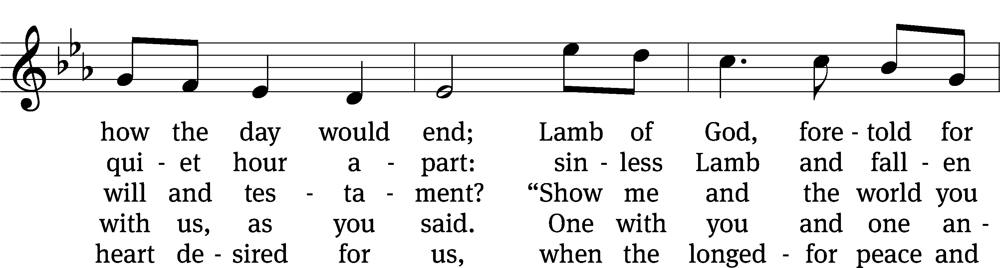 how the day would end; Lamb of God, fore - told for
qui - et hour a - part: sin - less Lamb and fall - en
will and tes - ta - ment? “Show me and the world you
with us, as you said. One with you and one an -
heart de - sired for us, when the longed - for peace and